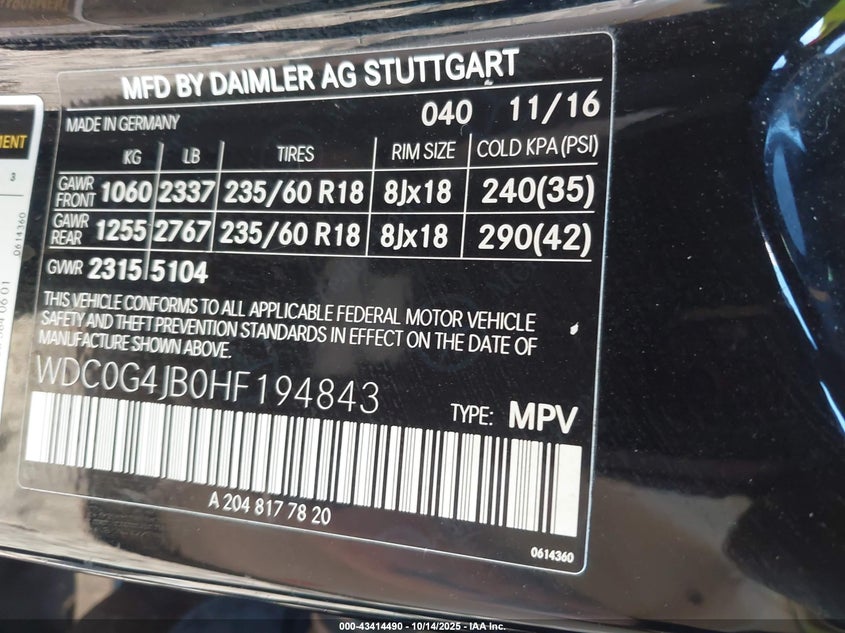 MFD BY DAIMLER AG STUTTGART
MADE IN GERMANY 040 11/16
KG LB TIRES RIM SIZE COLD KPA (PSI)
GAWR FRONT 1060 2337 235/60 R18 8Jx18 240(35)
GAWR REAR 1255 2767 235/60 R18 8Jx18 290(42)
GVWR 2315 5104
THIS VEHICLE CONFORMS TO ALL APPLICABLE FEDERAL MOTOR VEHICLE
SAFETY AND THEFT PREVENTION STANDARDS IN EFFECT ON THE DATE OF
MANUFACTURE SHOWN ABOVE.
WDC0G4JB0HF194843
TYPE: MPV
A 204 817 78 20
0614360
MENT
3
0614360
000-43414490 - 10/14/2025 - IAA Inc.